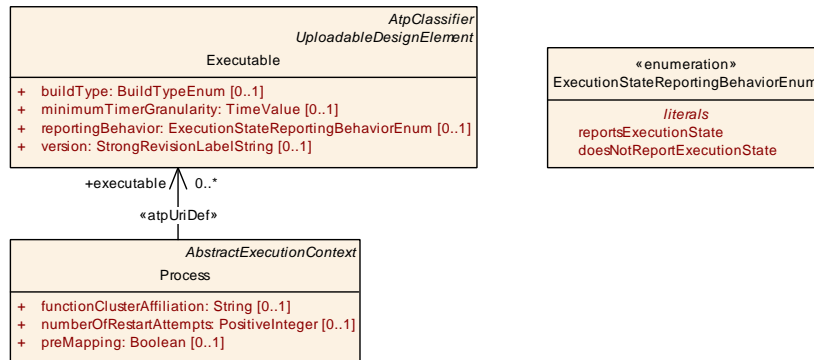 AtpClassifier
UploadableDesignElement
Executable
+ buildType: BuildTypeEnum [0..1]
+ minimumTimerGranularity: TimeValue [0..1]
+ reportingBehavior: ExecutionStateReportingBehaviorEnum [0..1]
+ version: StrongRevisionLabelString [0..1]
«enumeration»
ExecutionStateReportingBehaviorEnum
literals
reportsExecutionState
doesNotReportExecutionState
+executable 0..*
«atpUriDef»
AbstractExecutionContext
Process
+ functionClusterAffiliation: String [0..1]
+ numberOfRestartAttempts: PositiveInteger [0..1]
+ preMapping: Boolean [0..1]